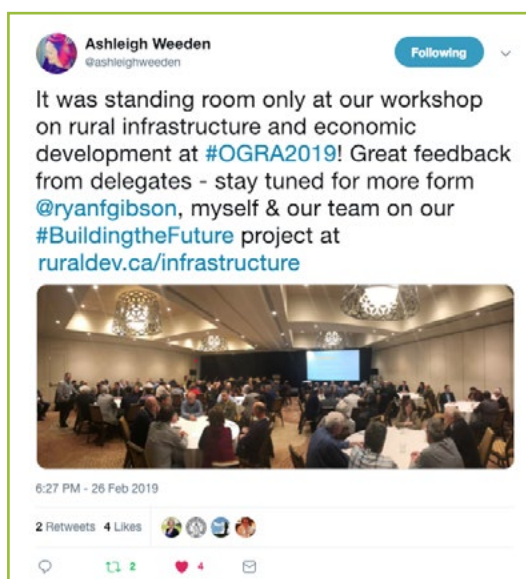 Ashleigh Weeden
@ashleighweeden
Following
It was standing room only at our workshop
on rural infrastructure and economic
development at #OGRA2019! Great feedback
from delegates - stay tuned for more form
@ryanfgibson, myself & our team on our
#BuildingtheFuture project at
ruraldev.ca/infrastructure
6:27 PM - 26 Feb 2019
2 Retweets 4 Likes
2 4